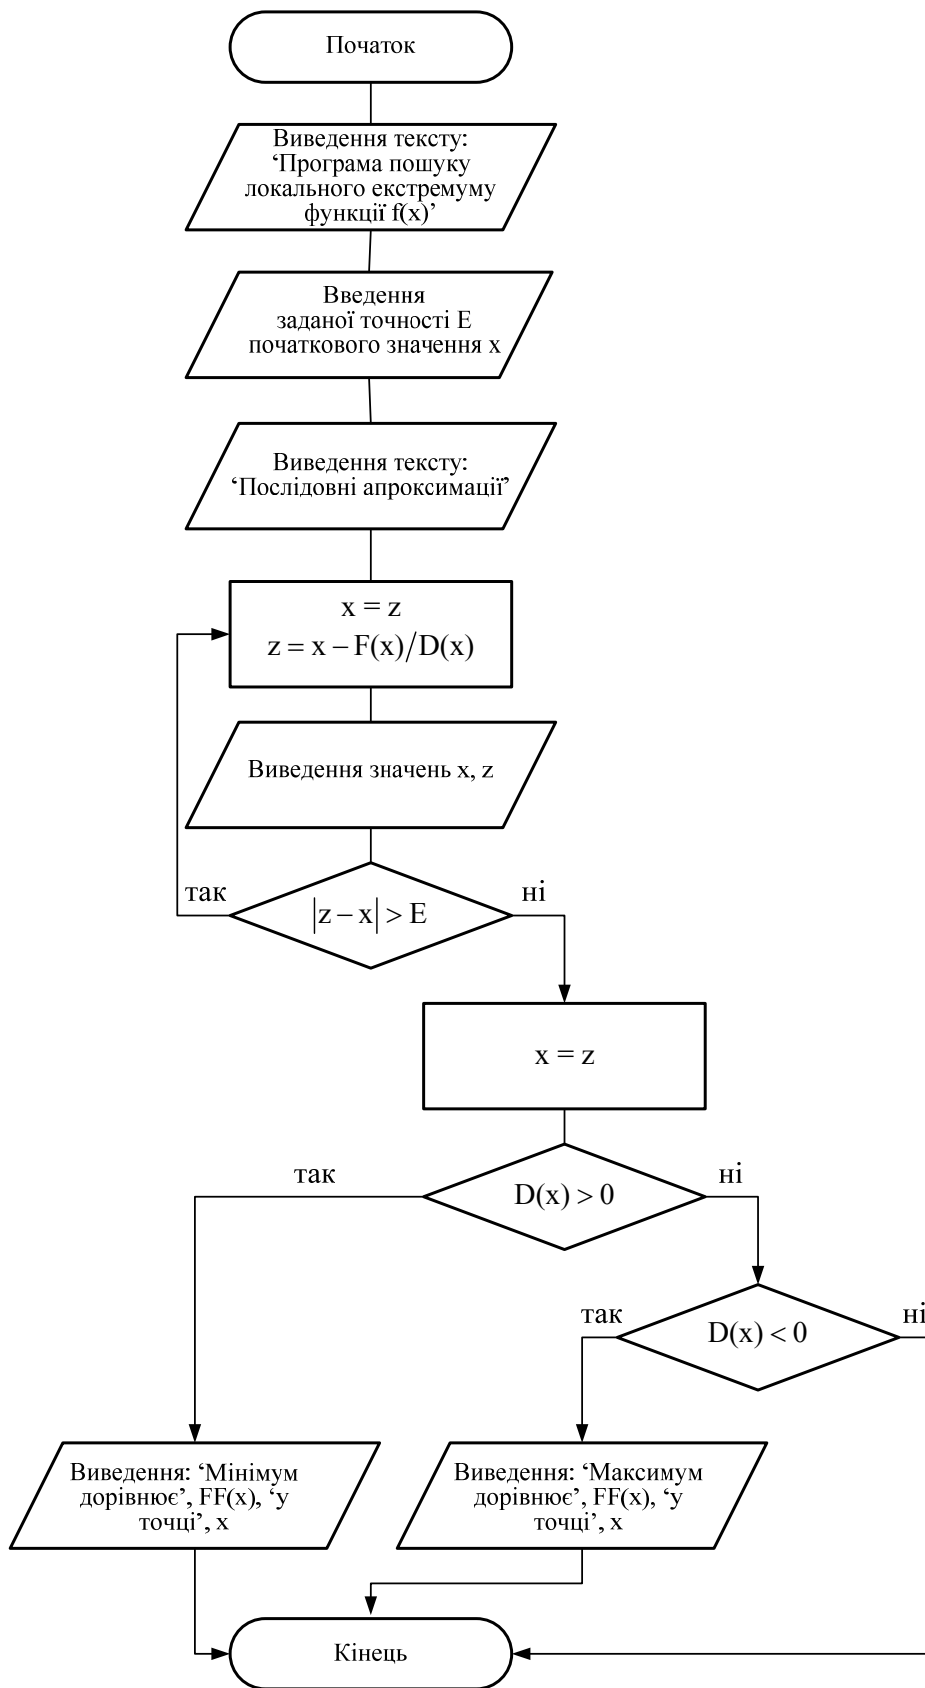 Початок
Виведення тексту:
‘Програма пошуку
локального екстремуму
функції f(x)’
Введення
заданої точності E
початкового значення x
Виведення тексту:
‘Послідовні апроксимації’
x = z
z = x − F(x)/D(x)
Виведення значень x, z
так
|z − x| > E
ні
x = z
так
D(x) > 0
ні
так
D(x) < 0
ні
Виведення: ‘Мінімум
дорівнює’, FF(x), ‘у
точці’, x
Виведення: ‘Максимум
дорівнює’, FF(x), ‘у
точці’, x
Кінець